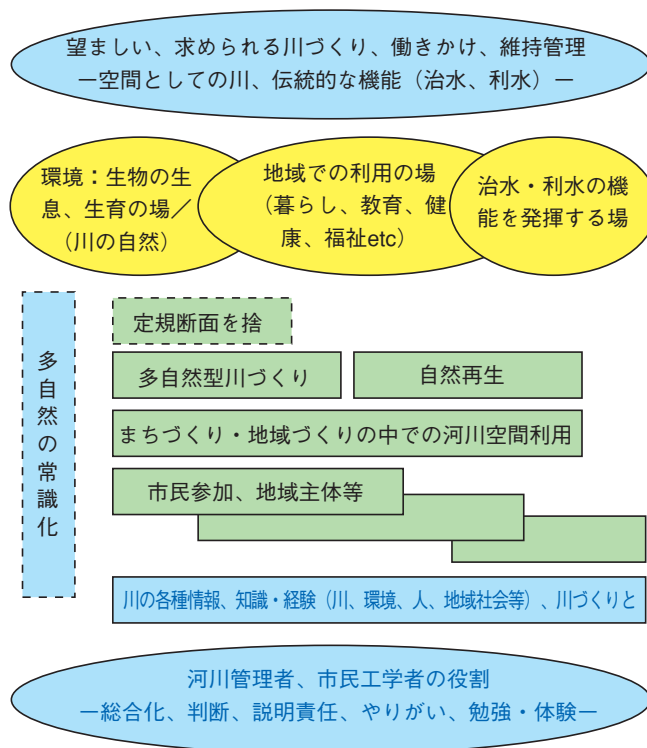 望ましい、求められる川づくり、働きかけ、維持管理
ー空間としての川、伝統的な機能（治水、利水）ー
環境：生物の生
息、生育の場／
（川の自然）
地域での利用の場
（暮らし、教育、健
康、福祉etc）
治水・利水の機
能を発揮する場
多自然の常識化
定規断面を捨
多自然型川づくり
自然再生
まちづくり・地域づくりの中での河川空間利用
市民参加、地域主体等
川の各種情報、知識・経験（川、環境、人、地域社会等）、川づくりと
河川管理者、市民工学者の役割
ー総合化、判断、説明責任、やりがい、勉強・体験ー